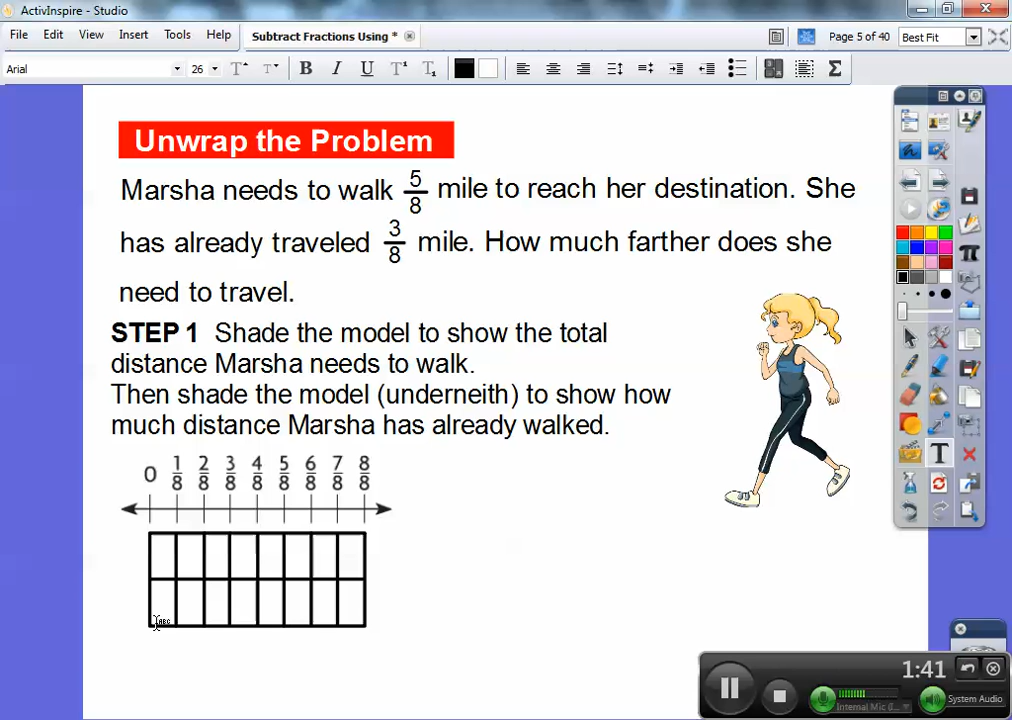 ActivInspire - Studio
File Edit View Insert Tools Help
Subtract Fractions Using *
Page 5 of 40
Best Fit
Arial
26
T T B I U T¹ T₁ Σ
Unwrap the Problem
Marsha needs to walk 5/8 mile to reach her destination. She
has already traveled 3/8 mile. How much farther does she
need to travel.
STEP 1 Shade the model to show the total
distance Marsha needs to walk.
Then shade the model (underneith) to show how
much distance Marsha has already walked.
0 1/8 2/8 3/8 4/8 5/8 6/8 7/8 8/8
ABC
π
T
1:41
Internal Mic (I...
System Audio